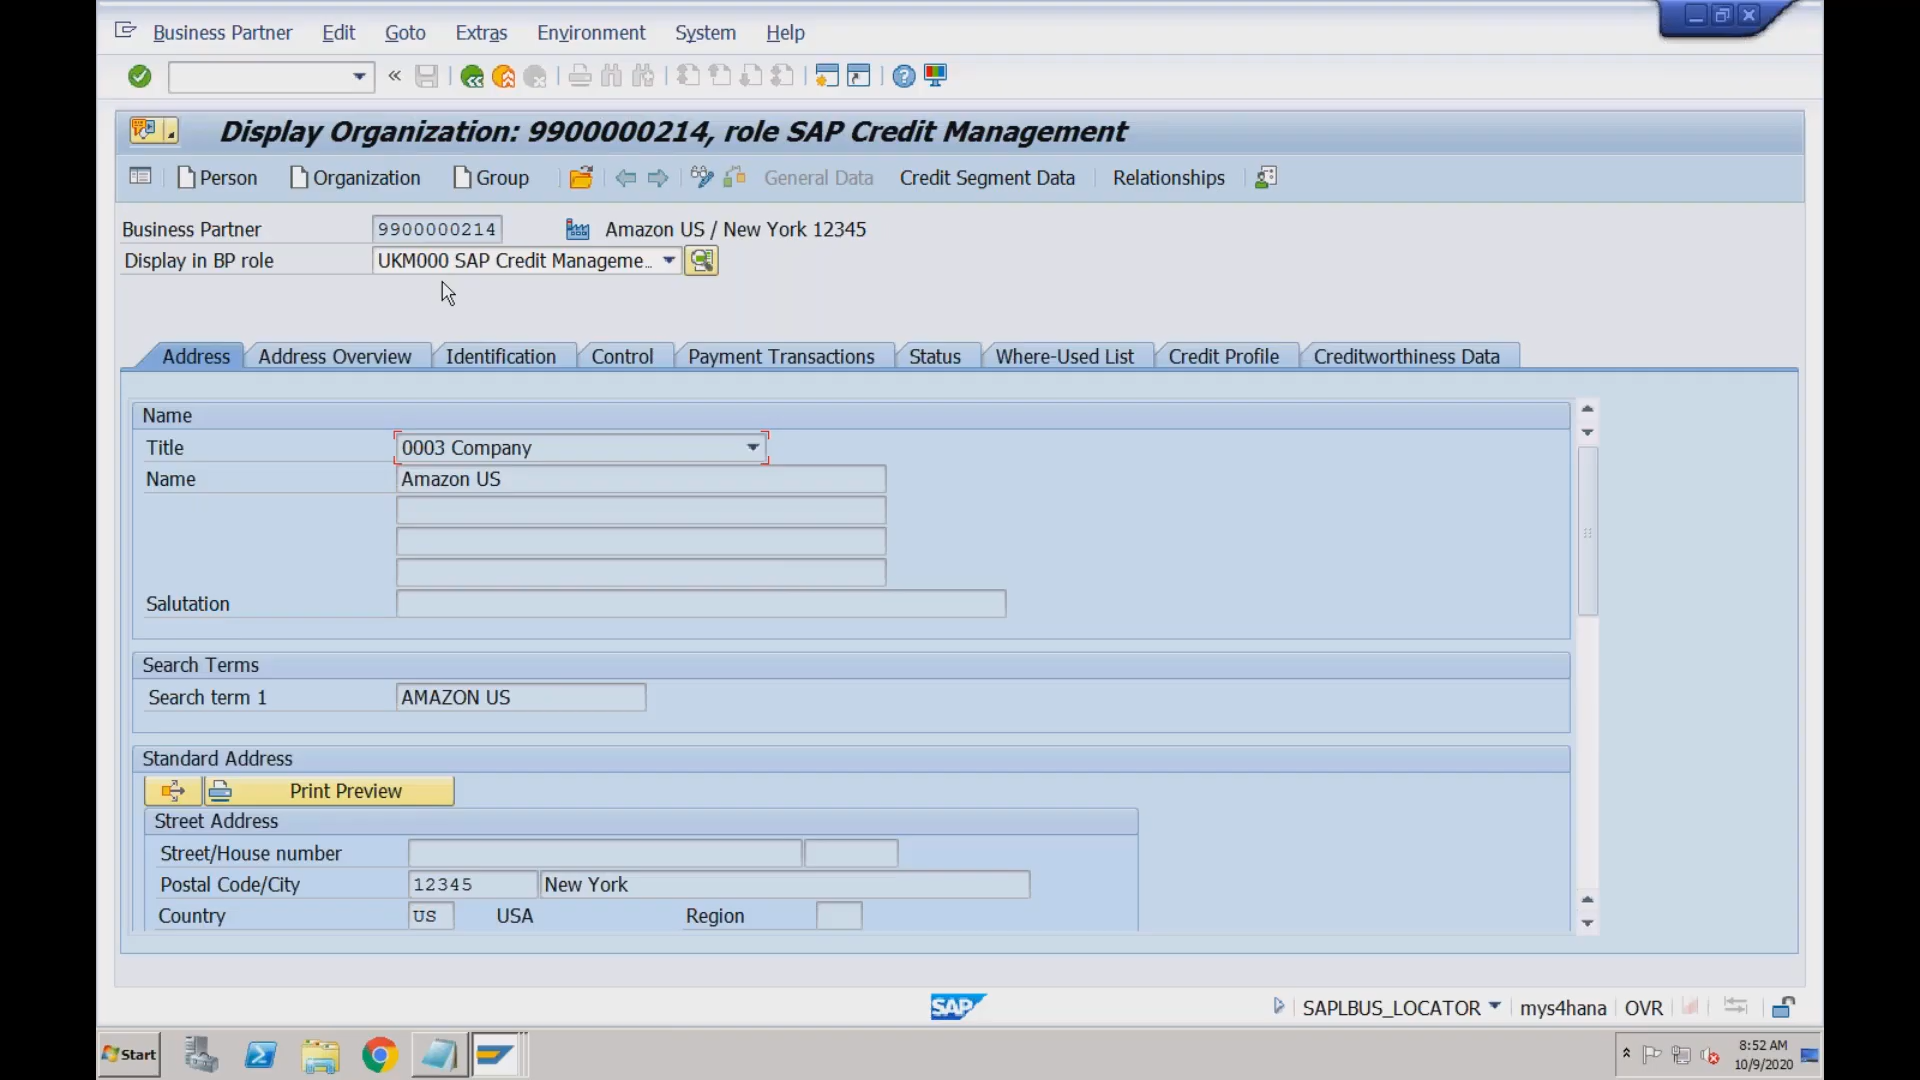 Business Partner Edit Goto Extras Environment System Help
Display Organization: 9900000214, role SAP Credit Management
Person Organization Group General Data Credit Segment Data Relationships
Business Partner 9900000214 Amazon US / New York 12345
Display in BP role UKM000 SAP Credit Manageme..
Address Address Overview Identification Control Payment Transactions Status Where-Used List Credit Profile Creditworthiness Data
Name
Title 0003 Company
Name Amazon US
Salutation
Search Terms
Search term 1 AMAZON US
Standard Address
Print Preview
Street Address
Street/House number
Postal Code/City 12345 New York
Country US USA Region
SAP SAPLBUS_LOCATOR mys4hana OVR
Start 8:52 AM
10/9/2020